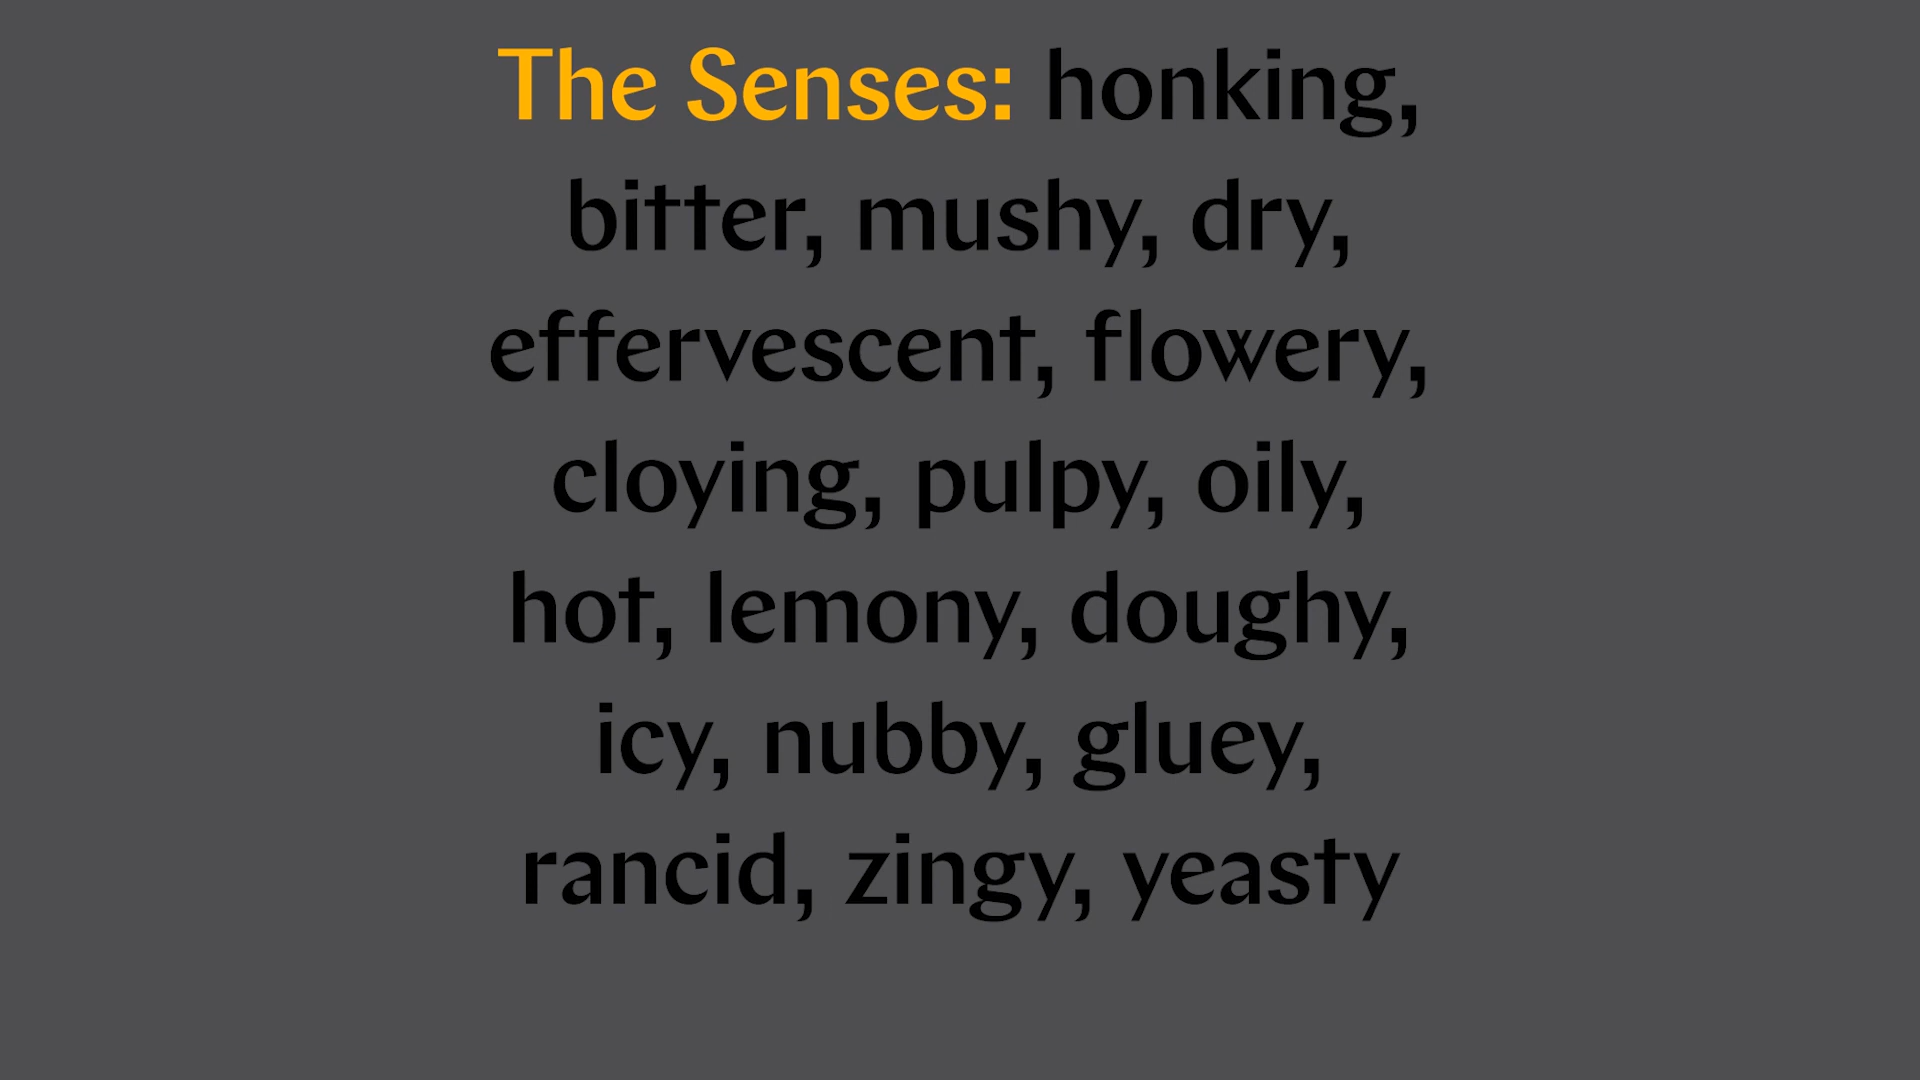 The Senses: honking,
bitter, mushy, dry,
effervescent, flowery,
cloying, pulpy, oily,
hot, lemony, doughy,
icy, nubby, gluey,
rancid, zingy, yeasty